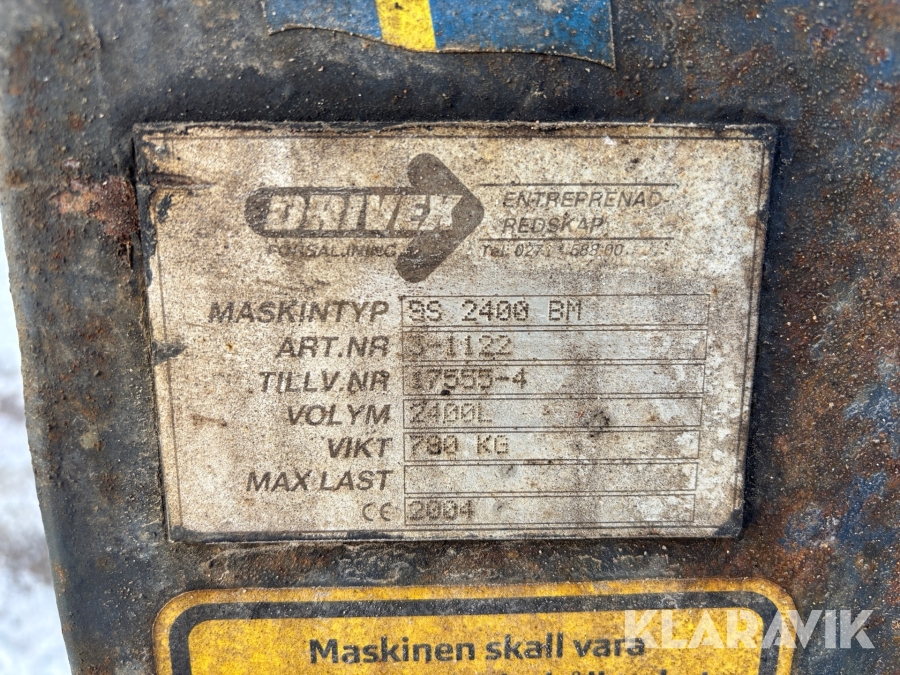 DRIVEX
ENTREPRENAD-
REDSKAP
FÖRSÄLJNING
MASKINTYP SS 2400 BM
ART.NR 3-1122
TILLV.NR 17555-4
VOLYM 2400L
VIKT 780 KG
MAX LAST
CE 2004
Maskinen skall vara
KLARAVIK